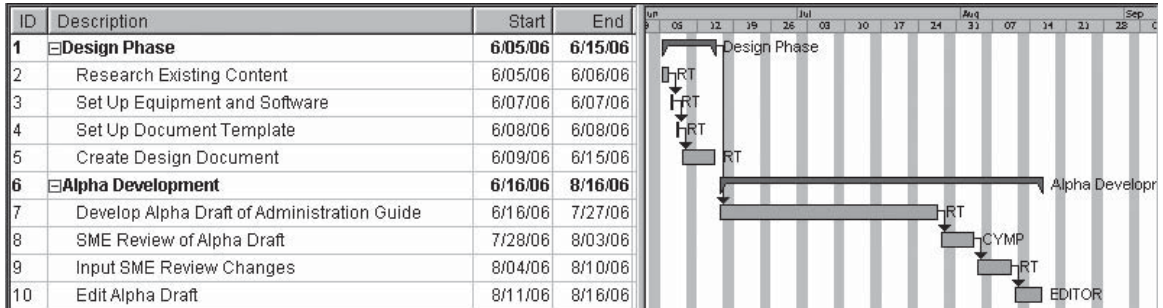 ID Description Start End un Jul Aug Sep
05 12 19 26 03 10 17 24 31 07 14 21 28
1 Design Phase 6/05/06 6/15/06 Design Phase
2 Research Existing Content 6/05/06 6/06/06 RT
3 Set Up Equipment and Software 6/07/06 6/07/06 RT
4 Set Up Document Template 6/08/06 6/08/06 RT
5 Create Design Document 6/09/06 6/15/06 RT
6 Alpha Development 6/16/06 8/16/06 Alpha Developr
7 Develop Alpha Draft of Administration Guide 6/16/06 7/27/06 RT
8 SME Review of Alpha Draft 7/28/06 8/03/06 CYMP
9 Input SME Review Changes 8/04/06 8/10/06 RT
10 Edit Alpha Draft 8/11/06 8/16/06 EDITOR